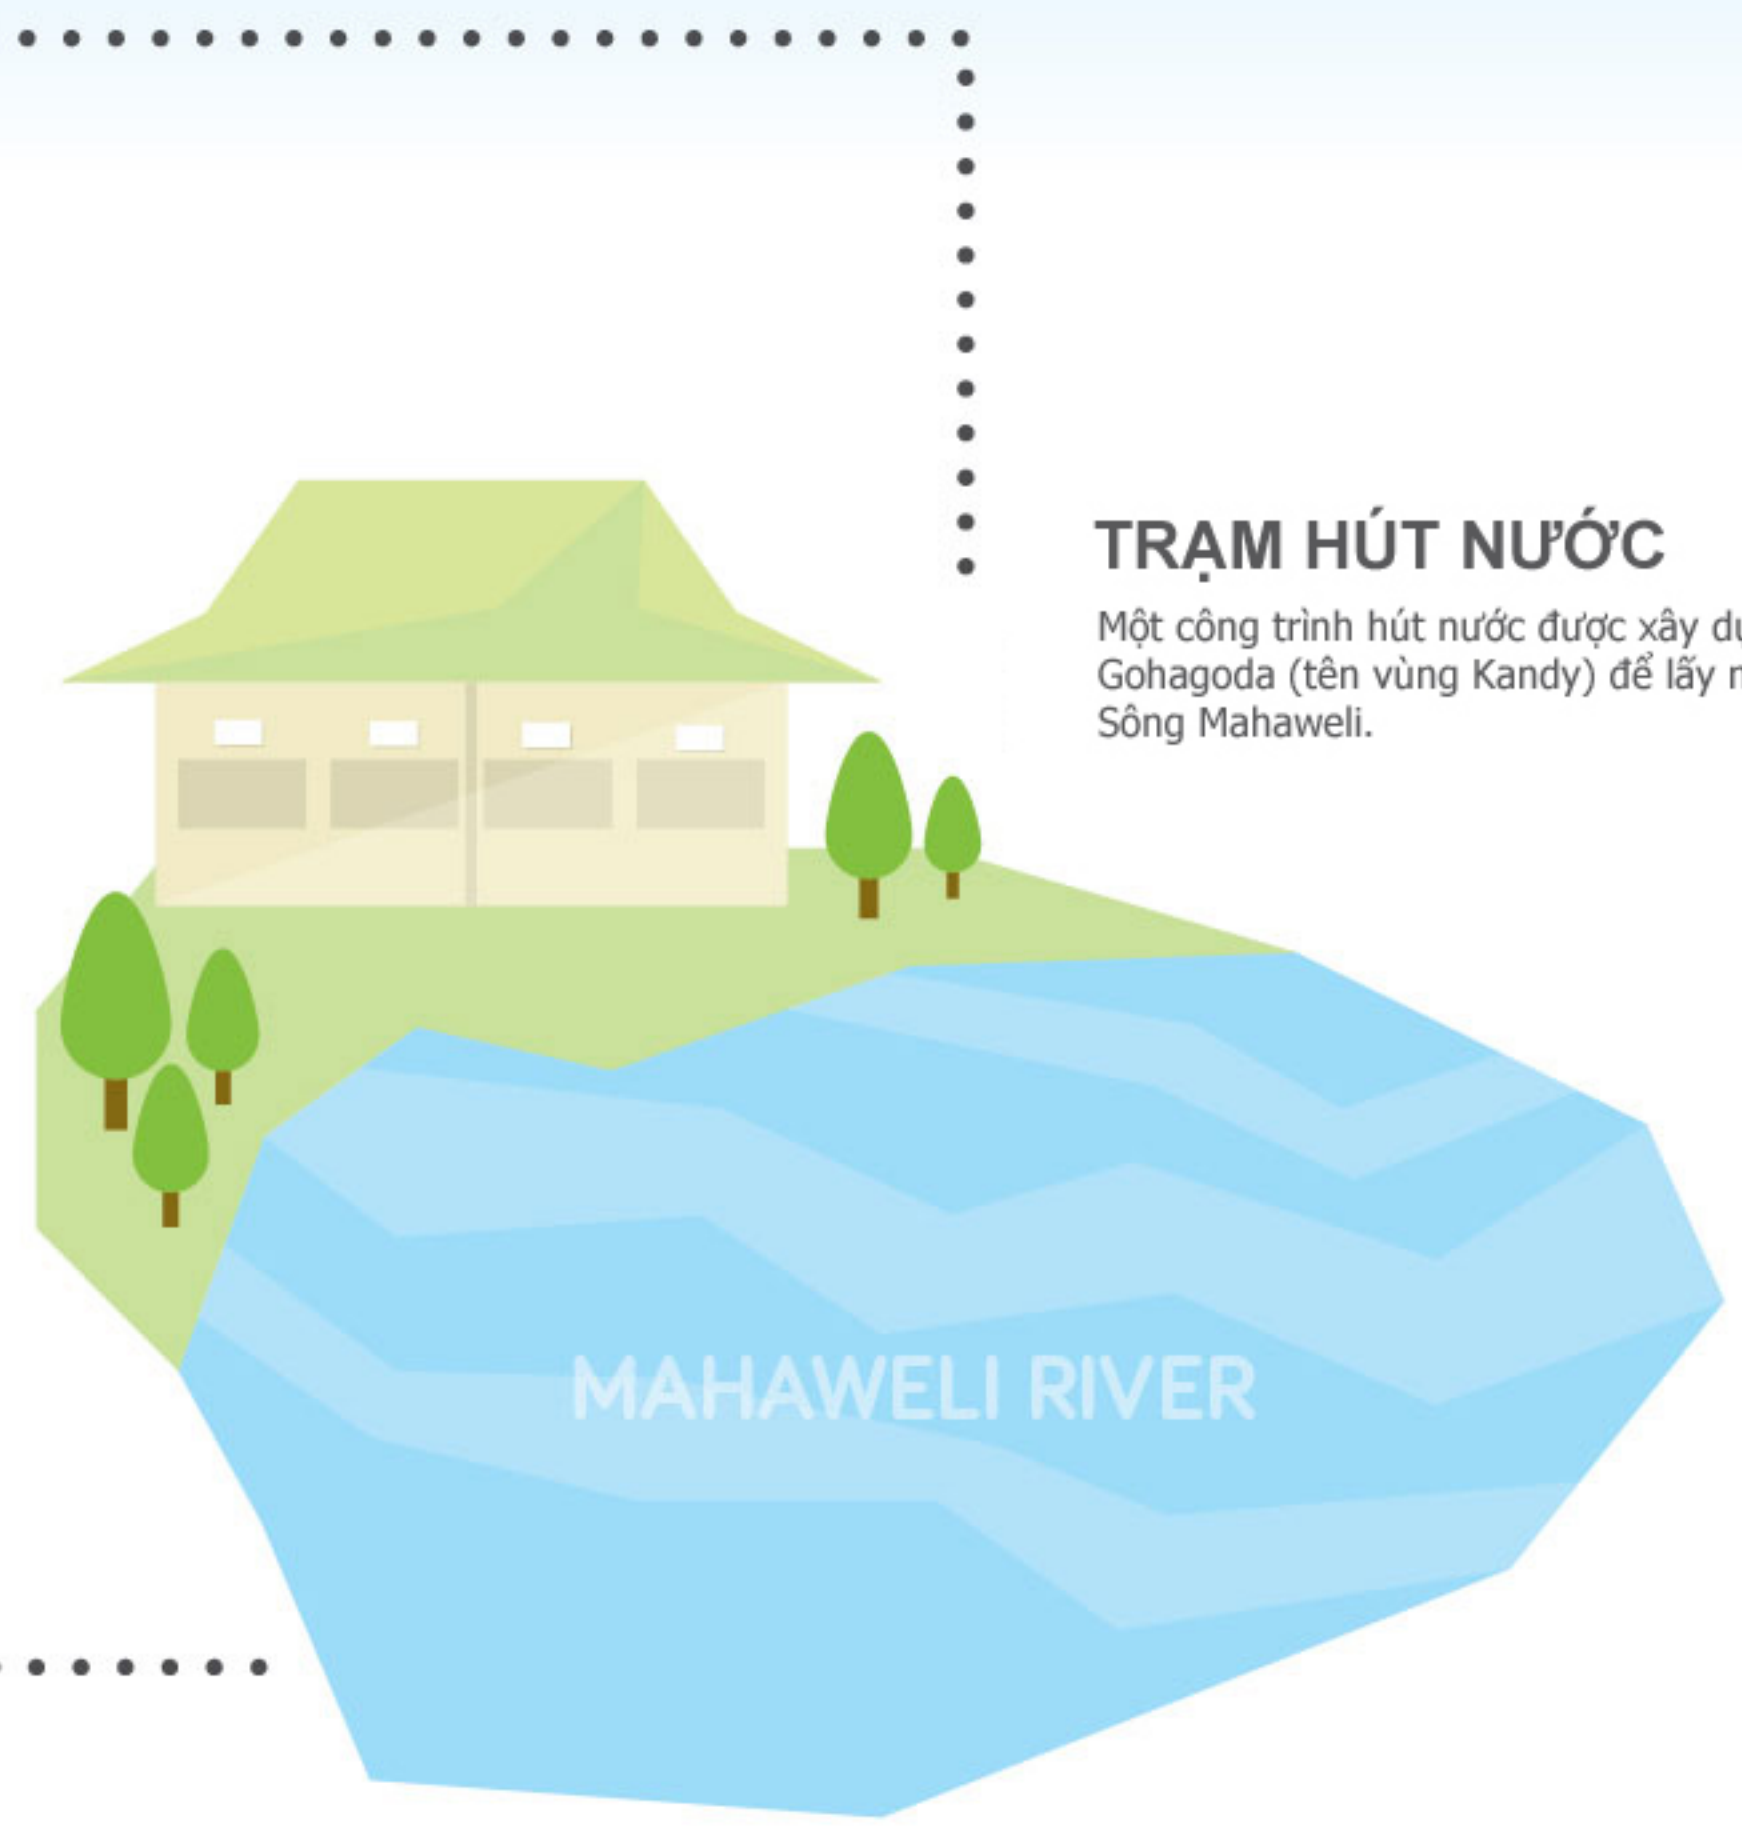 TRẠM HÚT NƯỚC
Một công trình hút nước được xây
Gohagoda (tên vùng Kandy) để lấy
Sông Mahaweli.
MAHAWELI RIVER